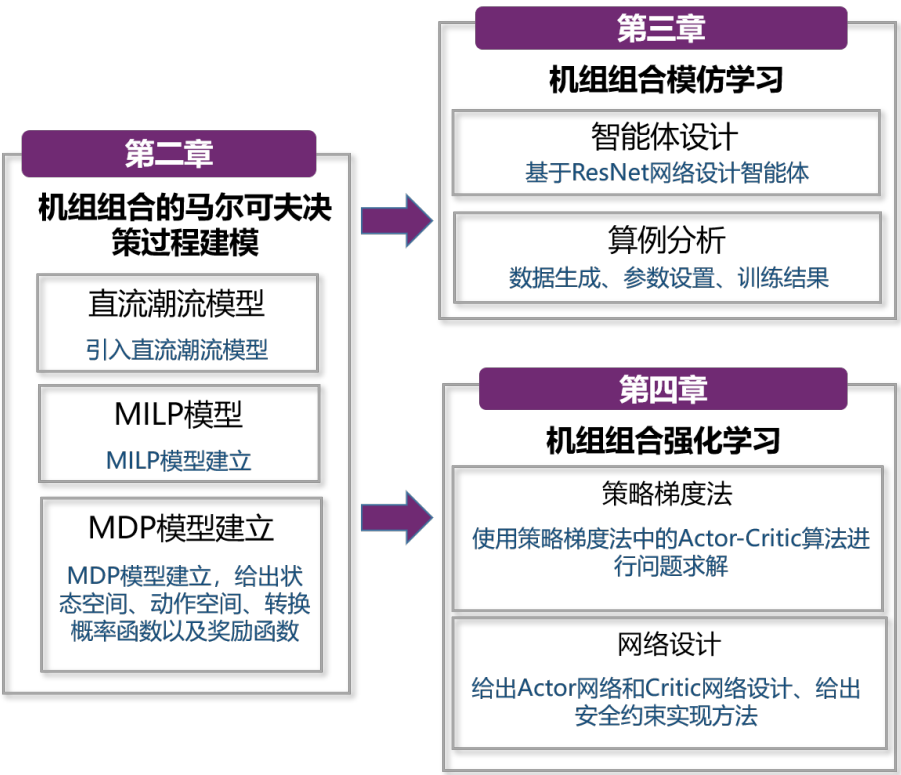 第二章
机组组合的马尔可夫决
策过程建模
直流潮流模型
引入直流潮流模型
MILP模型
MILP模型建立
MDP模型建立
MDP模型建立，给出状
态空间、动作空间、转换
概率函数以及奖励函数
第三章
机组组合模仿学习
智能体设计
基于ResNet网络设计智能体
算例分析
数据生成、参数设置、训练结果
第四章
机组组合强化学习
策略梯度法
使用策略梯度法中的Actor-Critic算法进
行问题求解
网络设计
给出Actor网络和Critic网络设计、给出
安全约束实现方法